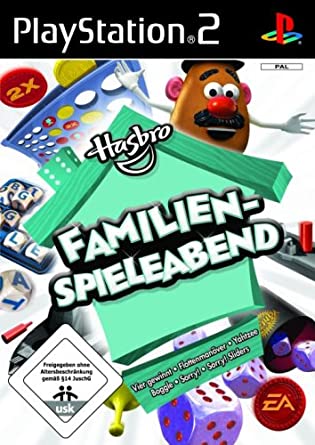 PlayStation®2
PAL
2X
Hasbro
FAMILIEN-
SPIELEABEND
Vier gewinnt • Flottenmanöver • Yahtzee
Boggle • Sorry! • Sorry! Sliders
Freigegeben ohne
Altersbeschränkung
gemäß §14 JuSchG
usk
EA